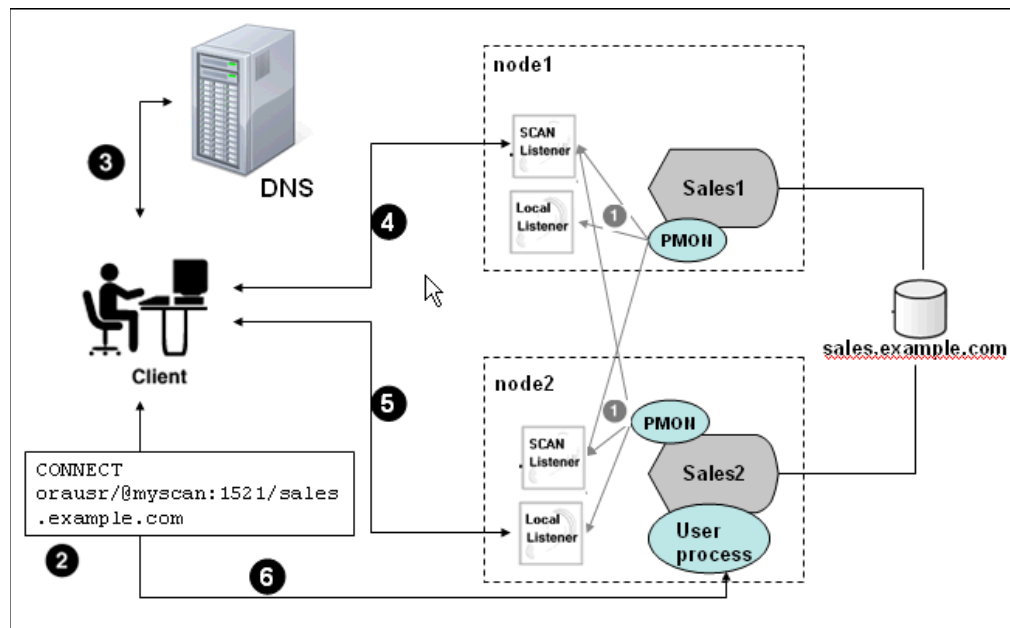 node1
SCAN
Listener
Local
Listener
1
Sales1
PMON
3
DNS
4
Client
sales.example.com
node2
5
1
PMON
SCAN
Listener
Sales2
Local
Listener
User
process
CONNECT
orausr/@myscan:1521/sales
.example.com
2
6